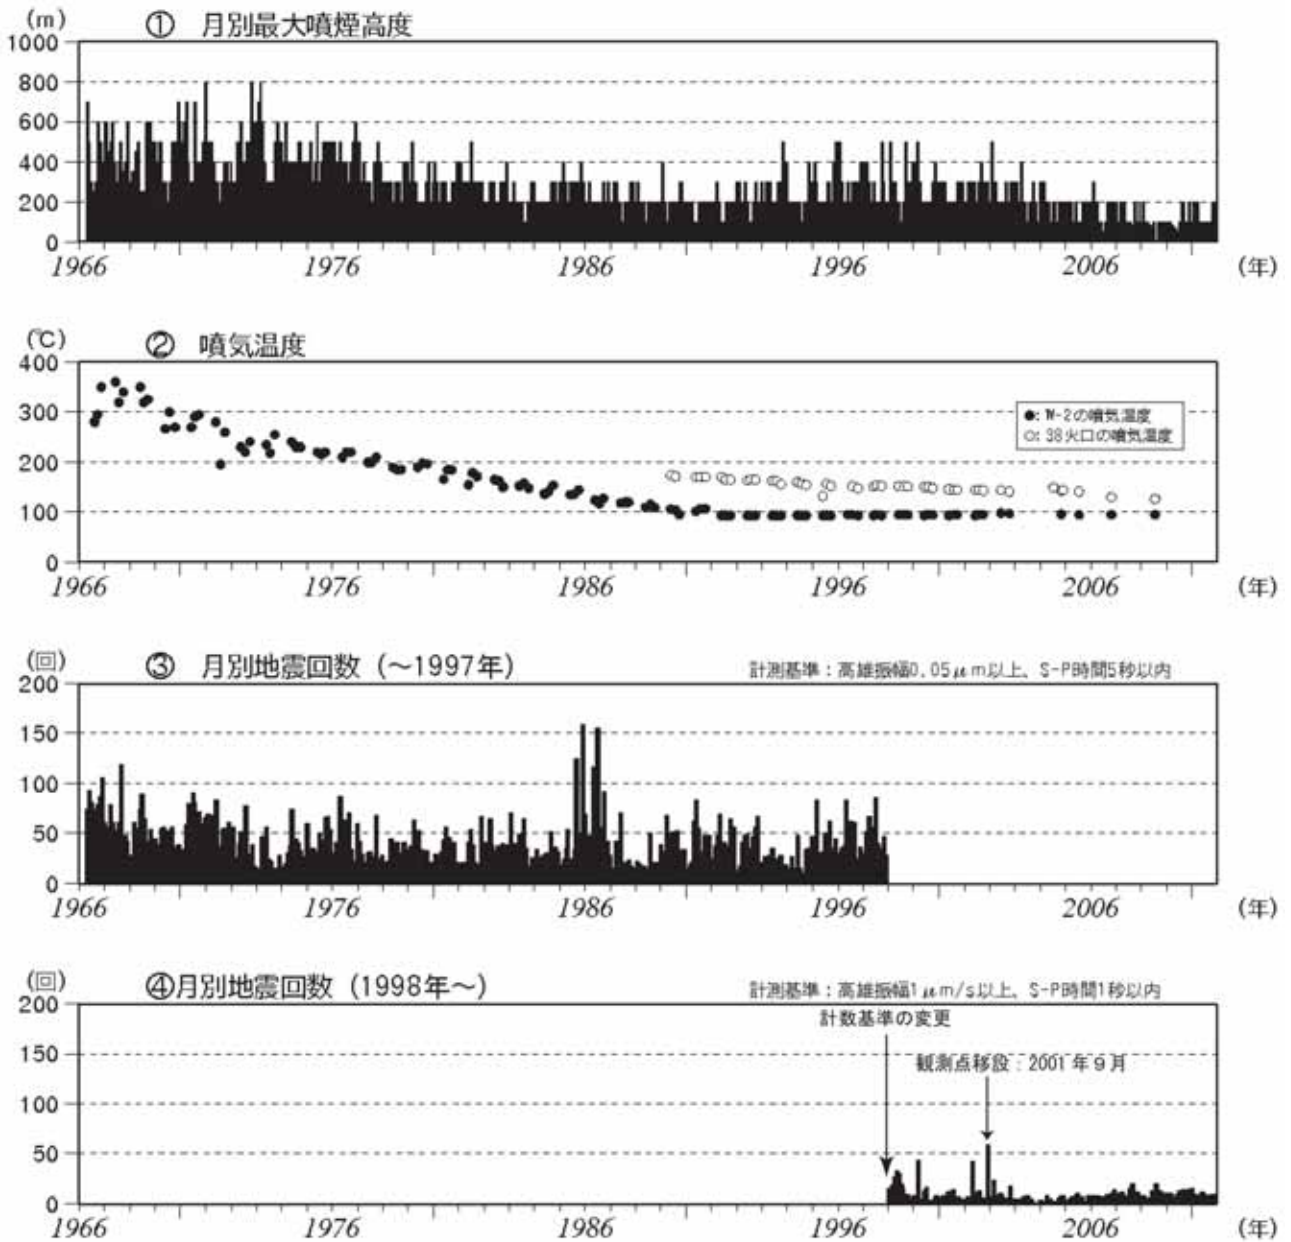 (m) ① 月別最大噴煙高度
1000
800
600
400
200
0
1966 1976 1986 1996 2006 (年)
(℃) ② 噴気温度
400
300
200
100
0
●: W-2の噴気温度
○: 38火口の噴気温度
1966 1976 1986 1996 2006 (年)
(回) ③ 月別地震回数 (~1997年) 計測基準:高雄振幅0.05μm以上、S-P時間5秒以内
200
150
100
50
0
1966 1976 1986 1996 2006 (年)
(回) ④月別地震回数 (1998年~) 計測基準:高雄振幅1μm/s以上、S-P時間1秒以内
200
150
100
50
0
計数基準の変更
観測点移設:2001年9月
1966 1976 1986 1996 2006 (年)